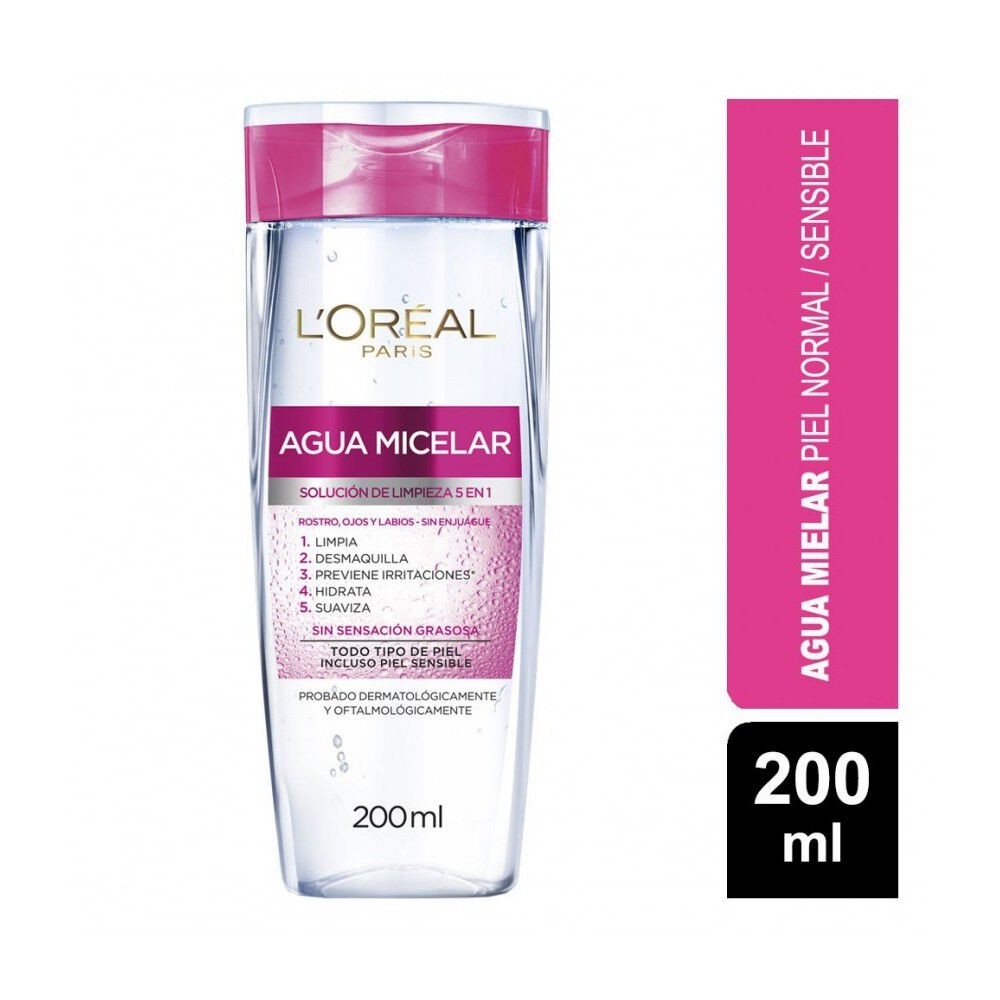 L'ORÉAL
PARiS
AGUA MICELAR
SOLUCIÓN DE LIMPIEZA 5 EN 1
ROSTRO, OJOS Y LABIOS - SIN ENJUAGUE
1. LIMPIA
2. DESMAQUILLA
3. PREVIENE IRRITACIONES*
4. HIDRATA
5. SUAVIZA
SIN SENSACIÓN GRASOSA
TODO TIPO DE PIEL
INCLUSO PIEL SENSIBLE
PROBADO DERMATOLÓGICAMENTE
Y OFTALMOLÓGICAMENTE
200ml
AGUA MIELAR PIEL NORMAL / SENSIBLE
200
ml